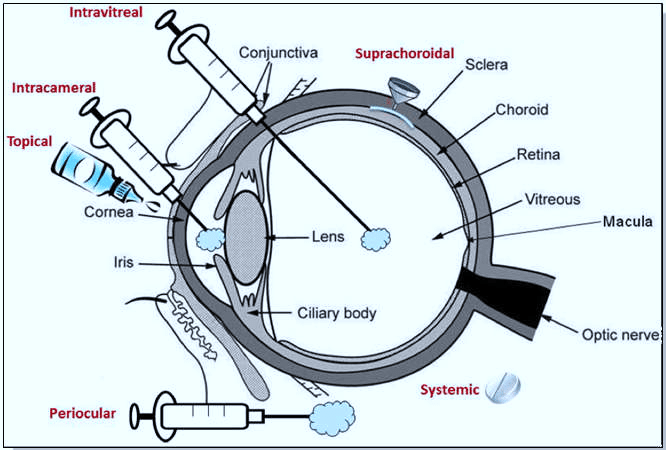 Intravitreal
Conjunctiva
Suprachoroidal
Sclera
Intracameral
Choroid
Topical
Retina
Vitreous
Cornea
Macula
Lens
Iris
Ciliary body
Optic nerve
Systemic
Periocular